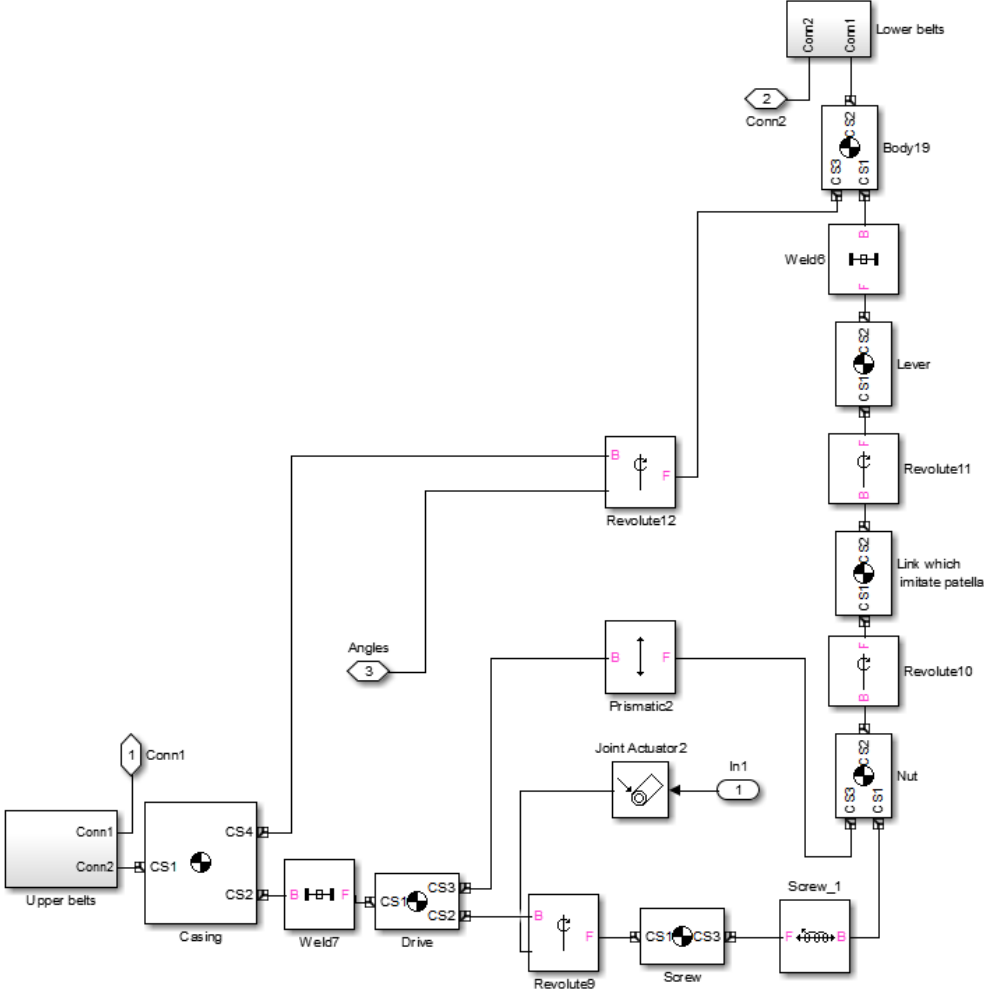 Conn2
Conn1
Lower belts
2
Conn2
CS2
Body19
CS3
CS1
B
Weld6
F
CS2
Lever
CS1
F
Revolute11
B
B
F
Revolute12
CS2
Link which
imitate patella
CS1
Angles
3
F
Revolute10
B
B
F
Prismatic2
CS2
Nut
CS3
CS1
1
Conn1
Joint Actuator2
In1
1
Conn1
Conn2
Upper belts
CS4
CS1
CS2
Casing
B
F
Weld7
CS3
CS1
CS2
Drive
B
F
Revolute9
CS1
CS3
Screw
Screw_1
F
B